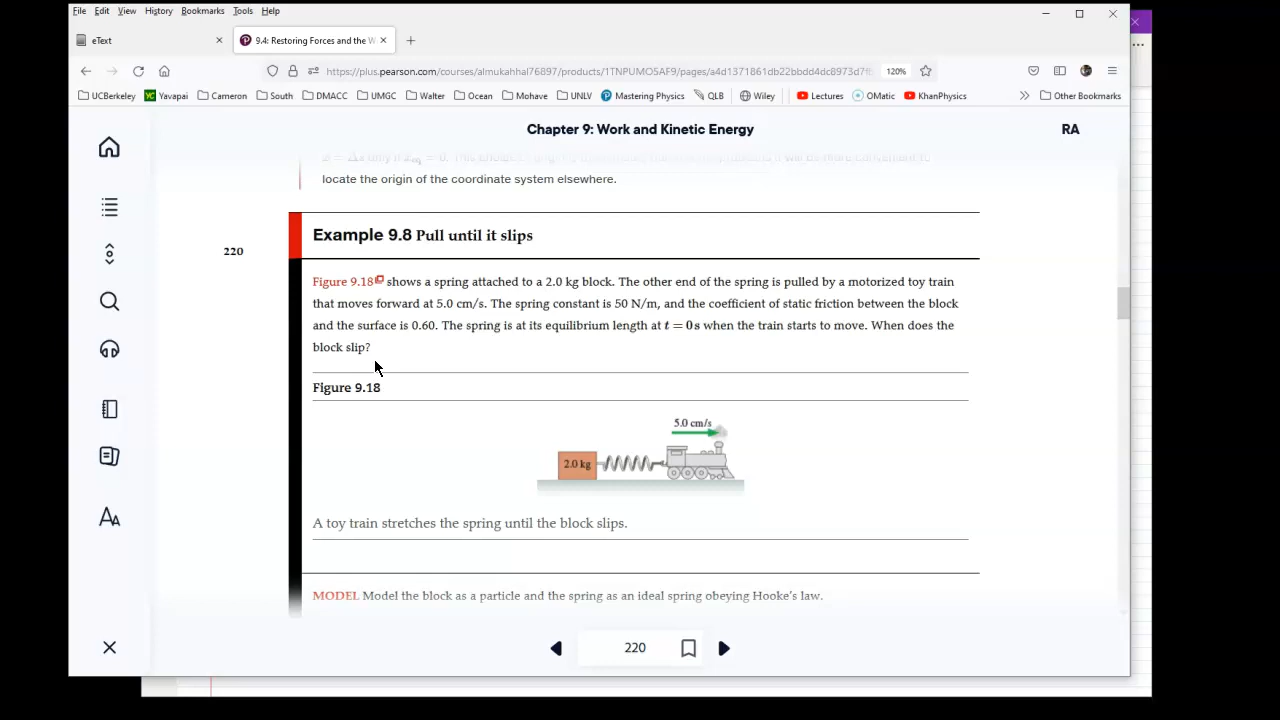 File Edit View History Bookmarks Tools Help
eText
9.4: Restoring Forces and the W
https://plus.pearson.com/courses/almukhahal76897/products/1TNPUMO5AF9/pages/a4d1371861db22bbdd4dc8973d7f
120%
UCBerkeley Yavapai Cameron South DMACC UMGC Walter Ocean Mohave UNLV Mastering Physics QLB Wiley Lectures OMatic KhanPhysics Other Bookmarks
Chapter 9: Work and Kinetic Energy
RA
locate the origin of the coordinate system elsewhere.
220
Example 9.8 Pull until it slips
Figure 9.18 shows a spring attached to a 2.0 kg block. The other end of the spring is pulled by a motorized toy train
that moves forward at 5.0 cm/s. The spring constant is 50 N/m, and the coefficient of static friction between the block
and the surface is 0.60. The spring is at its equilibrium length at t = 0 s when the train starts to move. When does the
block slip?
Figure 9.18
5.0 cm/s
2.0 kg
A toy train stretches the spring until the block slips.
MODEL Model the block as a particle and the spring as an ideal spring obeying Hooke's law.
220